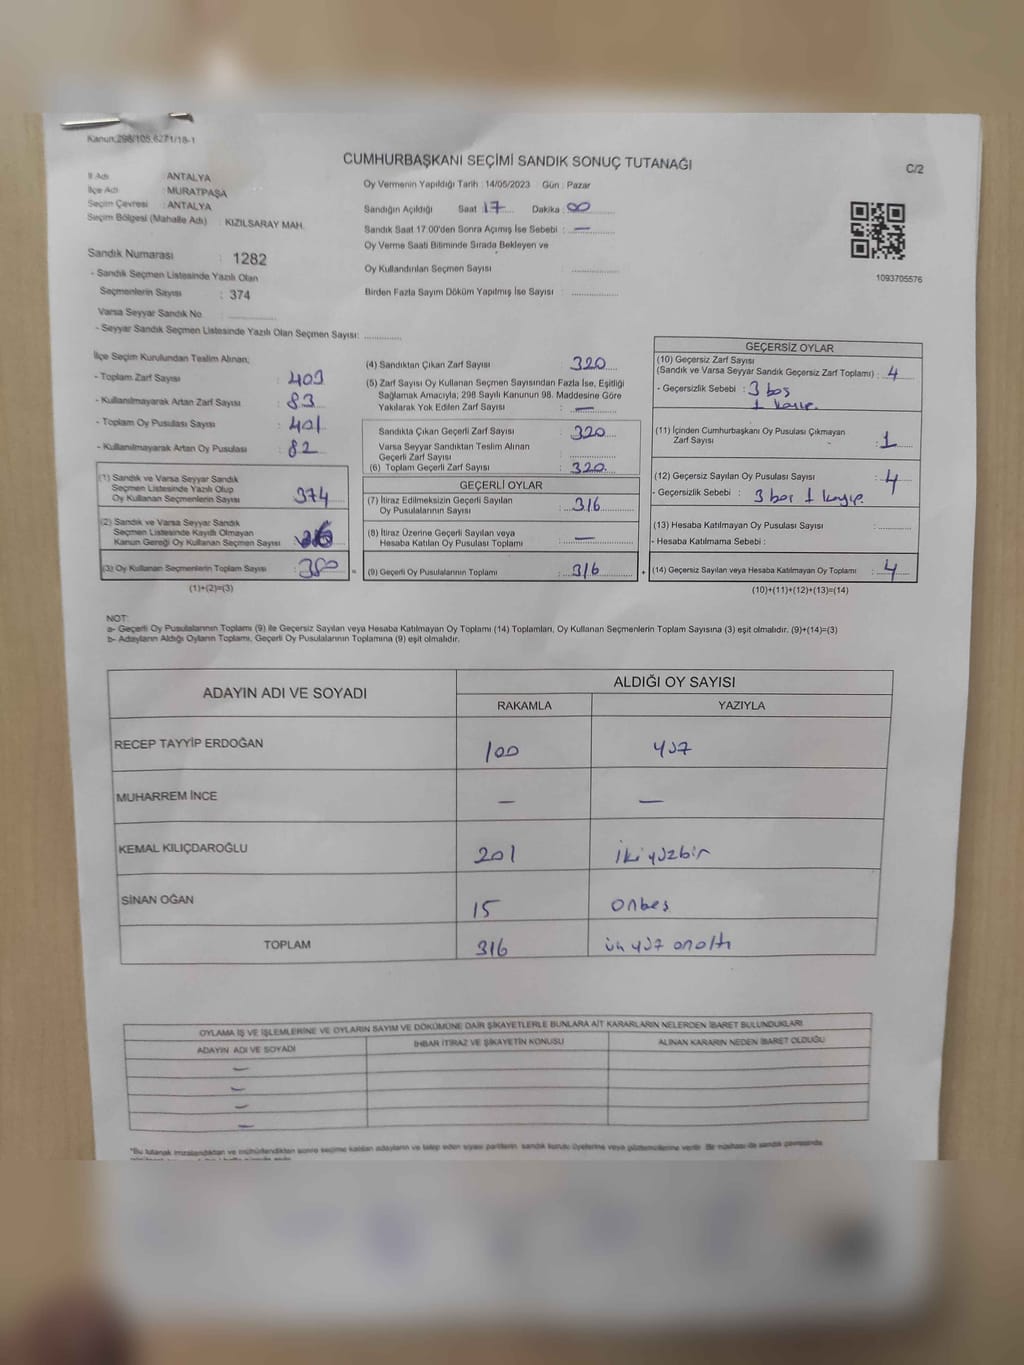 Kanun:298/105,6271/18-1
CUMHURBAŞKANI SEÇİMİ SANDIK SONUÇ TUTANAĞI
C/2
İl Adı : ANTALYA
İlçe Adı : MURATPAŞA
Seçim Çevresi : ANTALYA
Seçim Bölgesi (Mahalle Adı) : KIZILSARAY MAH.
Sandık Numarası : 1282
- Sandık Seçmen Listesinde Yazılı Olan
Seçmenlerin Sayısı : 374
Varsa Seyyar Sandık No
- Seyyar Sandık Seçmen Listesinde Yazılı Olan Seçmen Sayısı:
Oy Vermenin Yapıldığı Tarih : 14/05/2023 Gün : Pazar
Sandığın Açıldığı Saat 17 Dakika : 00
Sandık Saat 17:00'den Sonra Açımış İse Sebebi : —
Oy Verme Saati Bitiminde Sırada Bekleyen ve
Oy Kullandırılan Seçmen Sayısı :
Birden Fazla Sayım Döküm Yapılmış İse Sayısı :
1093705576
İlçe Seçim Kurulundan Teslim Alınan;
- Toplam Zarf Sayısı : 403
- Kullanılmayarak Artan Zarf Sayısı : 83
- Toplam Oy Pusulası Sayısı : 401
- Kullanılmayarak Artan Oy Pusulası : 82
(1) Sandık ve Varsa Seyyar Sandık
Seçmen Listesinde Yazılı Olup
Oy Kullanan Seçmenlerin Sayısı : 374
(2) Sandık ve Varsa Seyyar Sandık
Seçmen Listesinde Kayıtlı Olmayan
Kanun Gereği Oy Kullanan Seçmen Sayısı
(3) Oy Kullanan Seçmenlerin Toplam Sayısı :
(1)+(2)=(3)
(4) Sandıktan Çıkan Zarf Sayısı : 320
(5) Zarf Sayısı Oy Kullanan Seçmen Sayısından Fazla İse, Eşitliği
Sağlamak Amacıyla; 298 Sayılı Kanunun 98. Maddesine Göre
Yakılarak Yok Edilen Zarf Sayısı : —
Sandıkta Çıkan Geçerli Zarf Sayısı : 320
Varsa Seyyar Sandıktan Teslim Alınan
Geçerli Zarf Sayısı :
(6) Toplam Geçerli Zarf Sayısı : 320
GEÇERLİ OYLAR
(7) İtiraz Edilmeksizin Geçerli Sayılan
Oy Pusulalarının Sayısı : 316
(8) İtiraz Üzerine Geçerli Sayılan veya
Hesaba Katılan Oy Pusulası Toplamı : —
(9) Geçerli Oy Pusulalarının Toplamı : 316
GEÇERSİZ OYLAR
(10) Geçersiz Zarf Sayısı
(Sandık ve Varsa Seyyar Sandık Geçersiz Zarf Toplamı) : 4
- Geçersizlik Sebebi : 3 boş
1 kayıp.
(11) İçinden Cumhurbaşkanı Oy Pusulası Çıkmayan
Zarf Sayısı : 1
(12) Geçersiz Sayılan Oy Pusulası Sayısı : 4
- Geçersizlik Sebebi : 3 boş 1 kayıp.
(13) Hesaba Katılmayan Oy Pusulası Sayısı :
- Hesaba Katılmama Sebebi :
(14) Geçersiz Sayılan veya Hesaba Katılmayan Oy Toplamı : 4
(10)+(11)+(12)+(13)=(14)
NOT:
a- Geçerli Oy Pusulalarının Toplamı (9) ile Geçersiz Sayılan veya Hesaba Katılmayan Oy Toplamı (14) Toplamları, Oy Kullanan Seçmenlerin Toplam Sayısına (3) eşit olmalıdır. (9)+(14)=(3)
b- Adayların Aldığı Oyların Toplamı, Geçerli Oy Pusulalarının Toplamına (9) eşit olmalıdır.
ADAYIN ADI VE SOYADI ALDIĞI OY SAYISI
RAKAMLA YAZIYLA
RECEP TAYYİP ERDOĞAN 100 yüz
MUHARREM İNCE — —
KEMAL KILIÇDAROĞLU 201 ikiyüzbir
SİNAN OĞAN 15 onbeş
TOPLAM 316 üç yüz onaltı
OYLAMA İŞ VE İŞLEMLERİNE VE OYLARIN SAYIM VE DÖKÜMÜNE DAİR ŞİKAYETLERLE BUNLARA AİT KARARLARIN NELERDEN İBARET BULUNDUKLARI
ADAYIN ADI VE SOYADI İHBAR İTİRAZ VE ŞİKAYETİN KONUSU ALINAN KARARIN NEDEN İBARET OLDUĞU
—
—
—
—
*Bu tutanak imzalandıktan ve mühürlendikten sonra seçime katılan adayların ve talep eden siyasi partilerin, sandık kurulu üyelerine veya gözlemcilerine verilir. Bir nüshası da sandık çevresinde